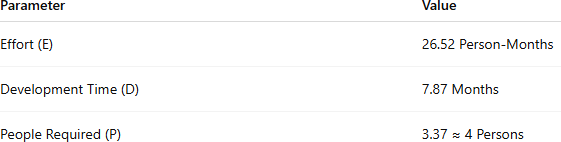 Parameter Value
Effort (E) 26.52 Person-Months
Development Time (D) 7.87 Months
People Required (P) 3.37 ≈ 4 Persons